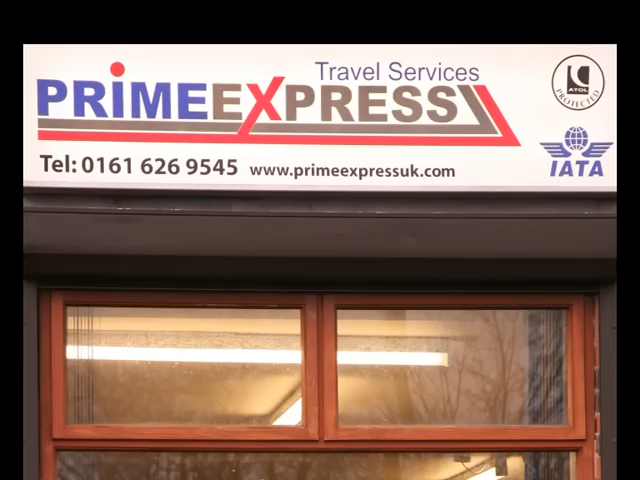 Travel Services
PRiMEEXPRESS
ATOL
PROTECTED
Tel: 0161 626 9545 www.primeexpressuk.com
IATA